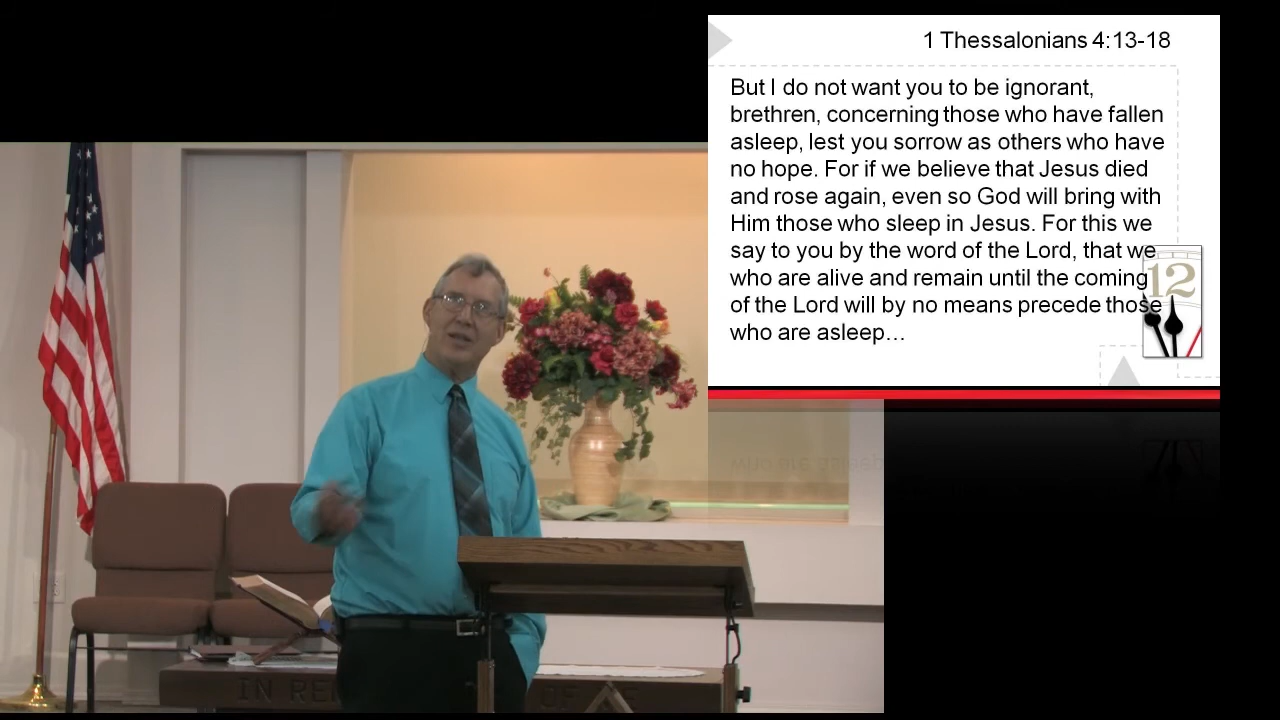 1 Thessalonians 4:13-18
But I do not want you to be ignorant,
brethren, concerning those who have fallen
asleep, lest you sorrow as others who have
no hope. For if we believe that Jesus died
and rose again, even so God will bring with
Him those who sleep in Jesus. For this we
say to you by the word of the Lord, that we
who are alive and remain until the coming
of the Lord will by no means precede those
who are asleep…
12
IN OF